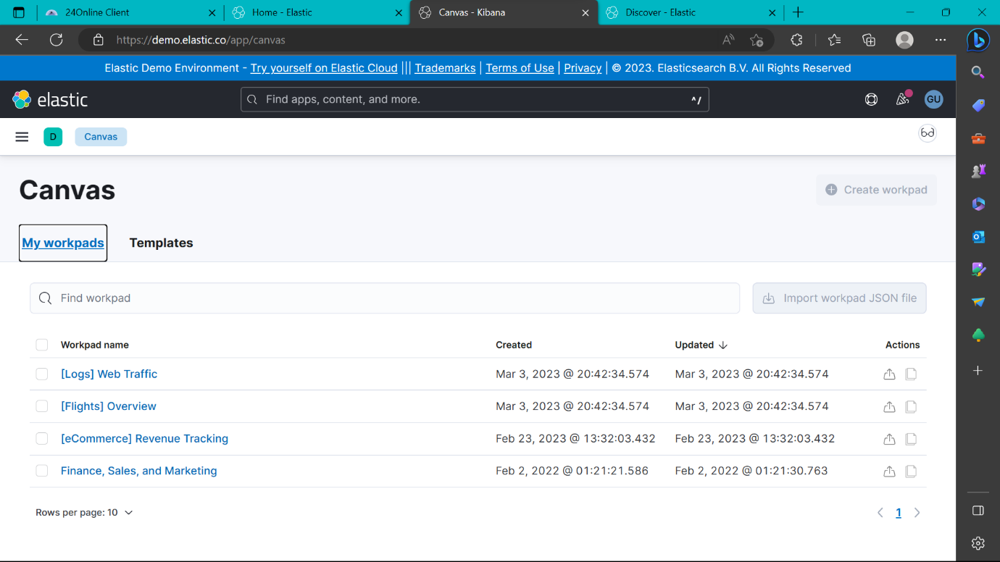 24Online Client
Home - Elastic
Canvas - Kibana
Discover - Elastic
https://demo.elastic.co/app/canvas
Elastic Demo Environment - Try yourself on Elastic Cloud ||| Trademarks | Terms of Use | Privacy | © 2023. Elasticsearch B.V. All Rights Reserved
elastic
Find apps, content, and more.
^/
GU
D
Canvas
Canvas
Create workpad
My workpads
Templates
Find workpad
Import workpad JSON file
Workpad name Created Updated Actions
[Logs] Web Traffic Mar 3, 2023 @ 20:42:34.574 Mar 3, 2023 @ 20:42:34.574
[Flights] Overview Mar 3, 2023 @ 20:42:34.574 Mar 3, 2023 @ 20:42:34.574
[eCommerce] Revenue Tracking Feb 23, 2023 @ 13:32:03.432 Feb 23, 2023 @ 13:32:03.432
Finance, Sales, and Marketing Feb 2, 2022 @ 01:21:21.586 Feb 2, 2022 @ 01:21:30.763
Rows per page: 10
1